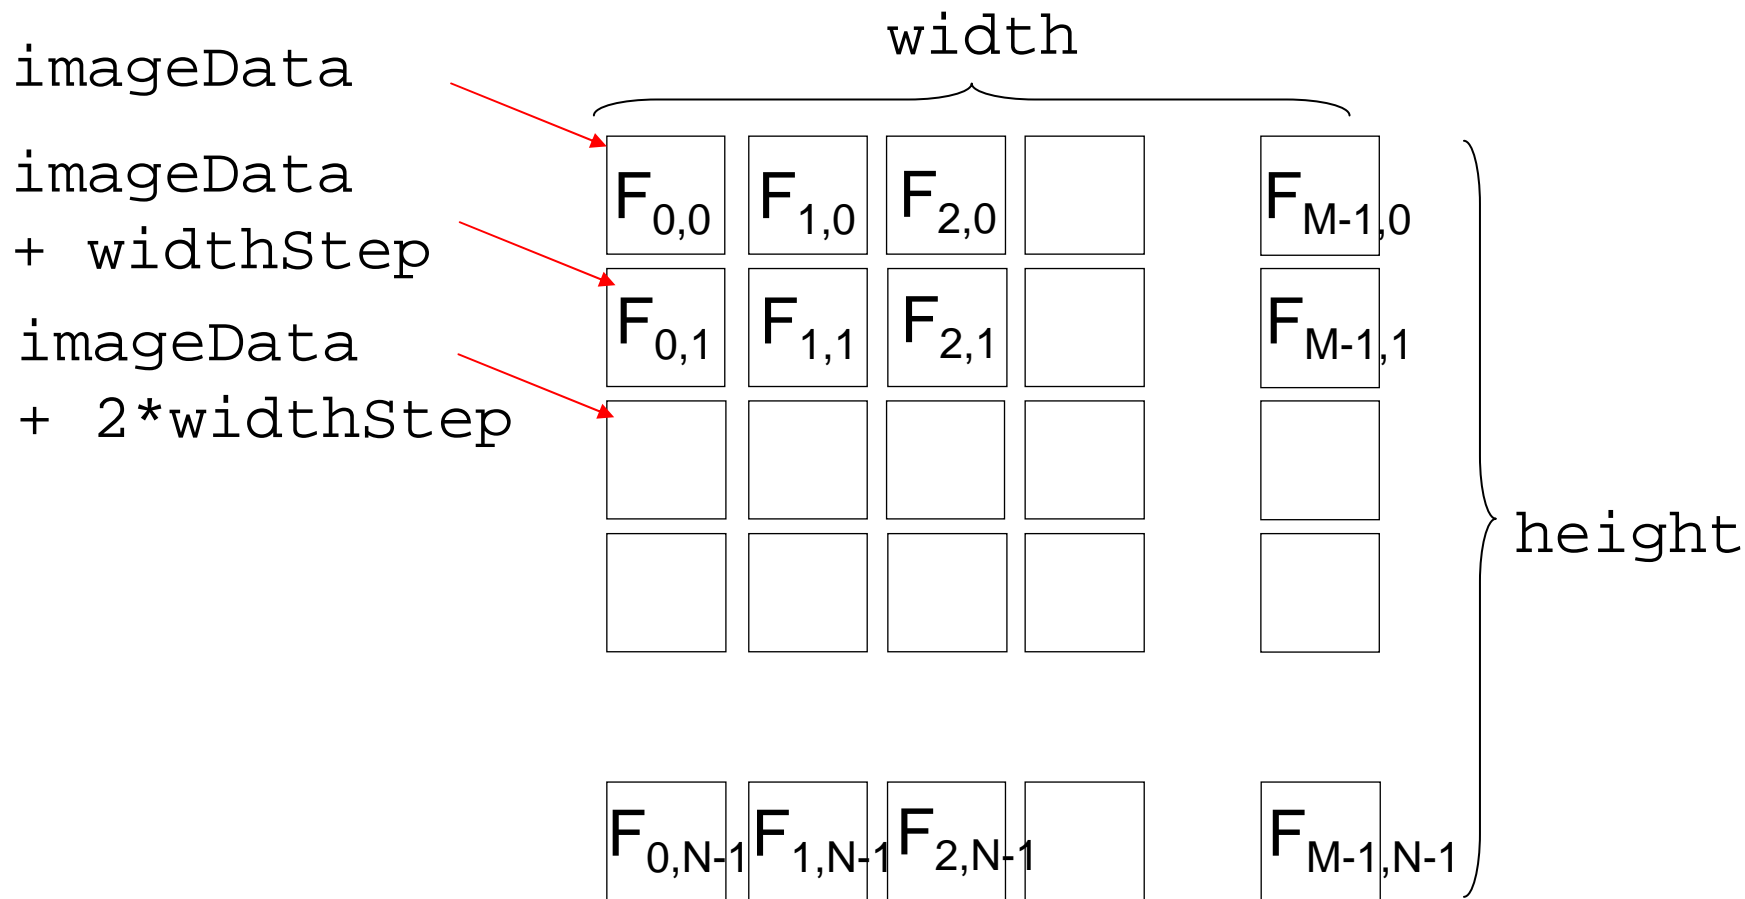 width
imageData
imageData
+ widthStep
imageData
+ 2*widthStep
F0,0 F1,0 F2,0 FM-1,0
F0,1 F1,1 F2,1 FM-1,1
height
F0,N-1 F1,N-1 F2,N-1 FM-1,N-1